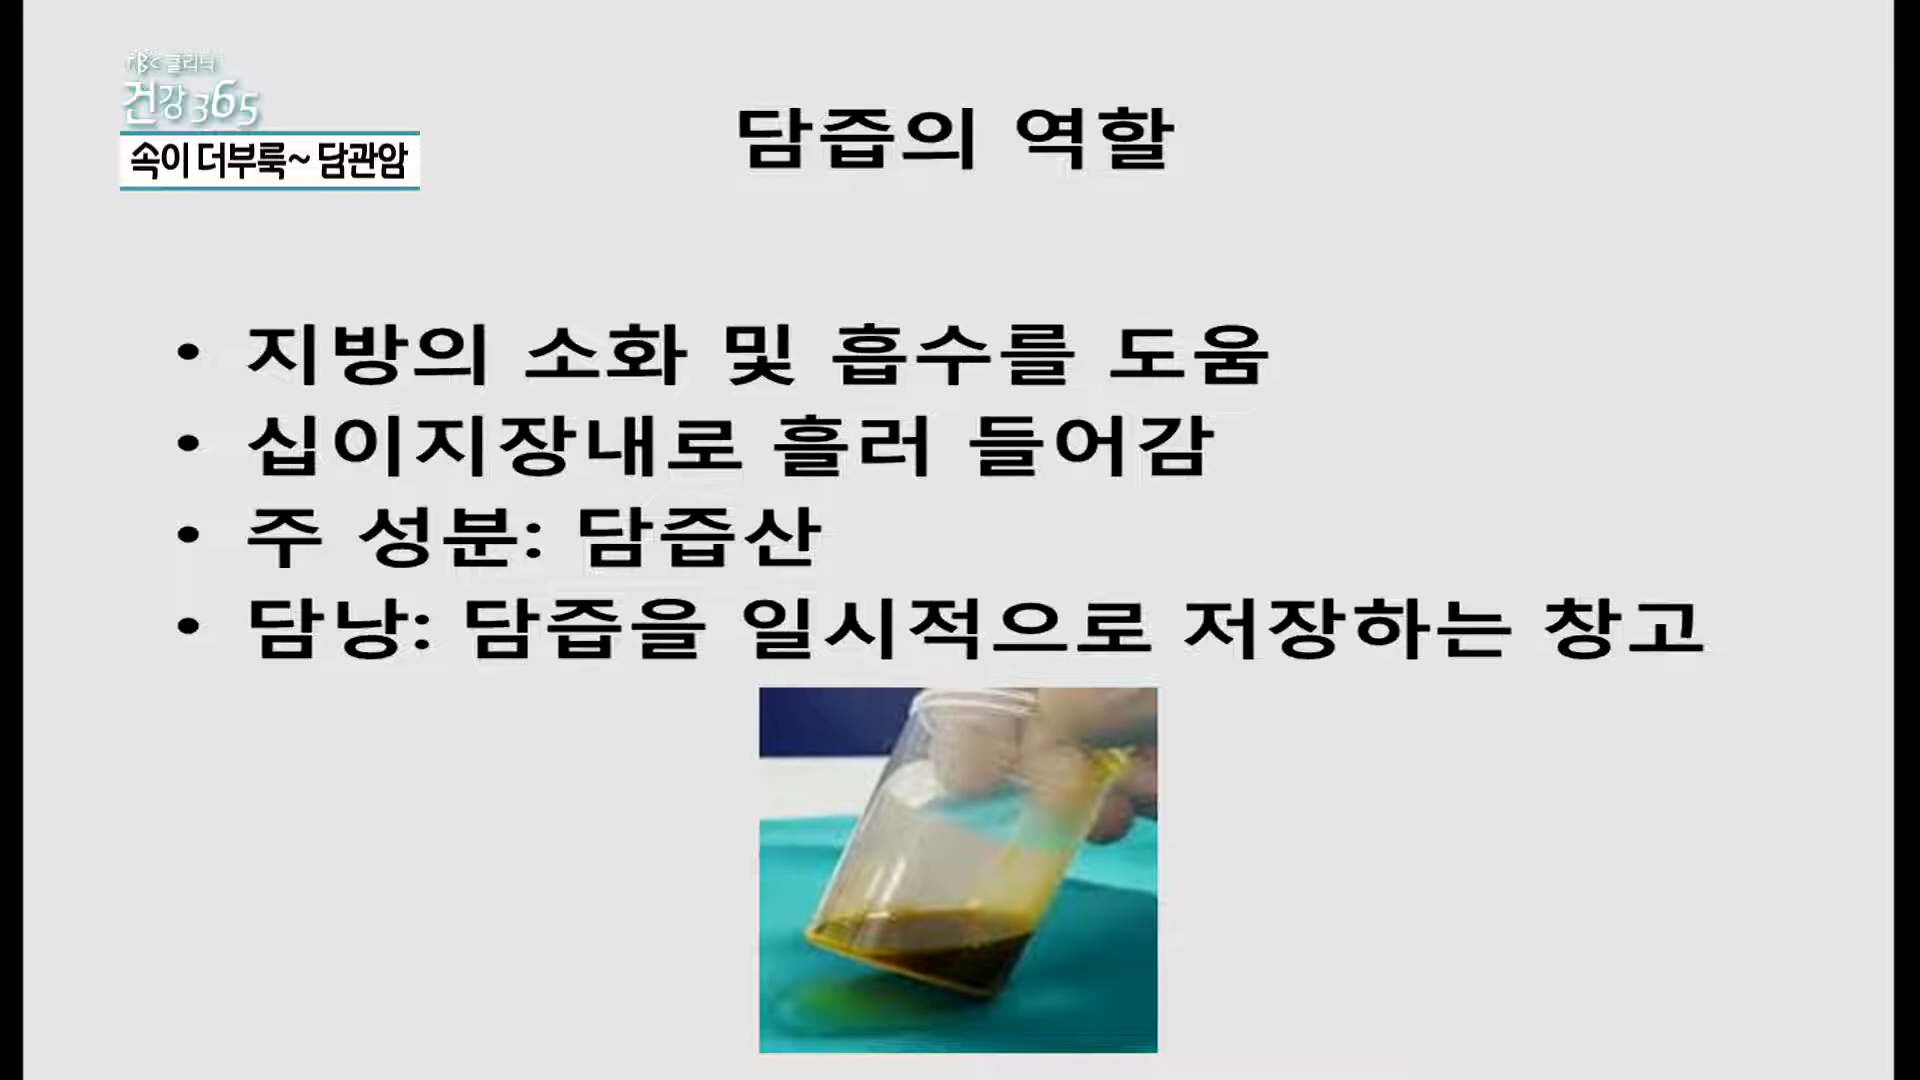 클리닉
건강365
속이 더부룩~ 담관암
담즙의 역할
• 지방의 소화 및 흡수를 도움
• 십이지장내로 흘러 들어감
• 주 성분: 담즙산
• 담낭: 담즙을 일시적으로 저장하는 창고